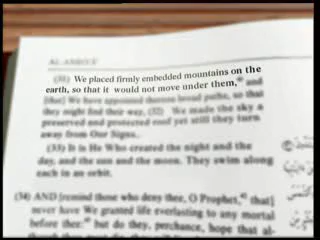 AL-ANBIYA'
(31) We placed firmly embedded mountains on the
earth, so that it would not move under them,
and
[that] We have appointed therein broad paths, so that
they might find their way, (32) We made the sky a
preserved and protected roof yet still they turn
away from Our Signs.
(33) It is He Who created the night and the
day, and the sun and the moon. They swim along
each in an orbit.
(34) AND [remind those who deny thee, O Prophet, that]
never have We granted life everlasting to any mortal
before thee: but do they, perchance, hope that al-